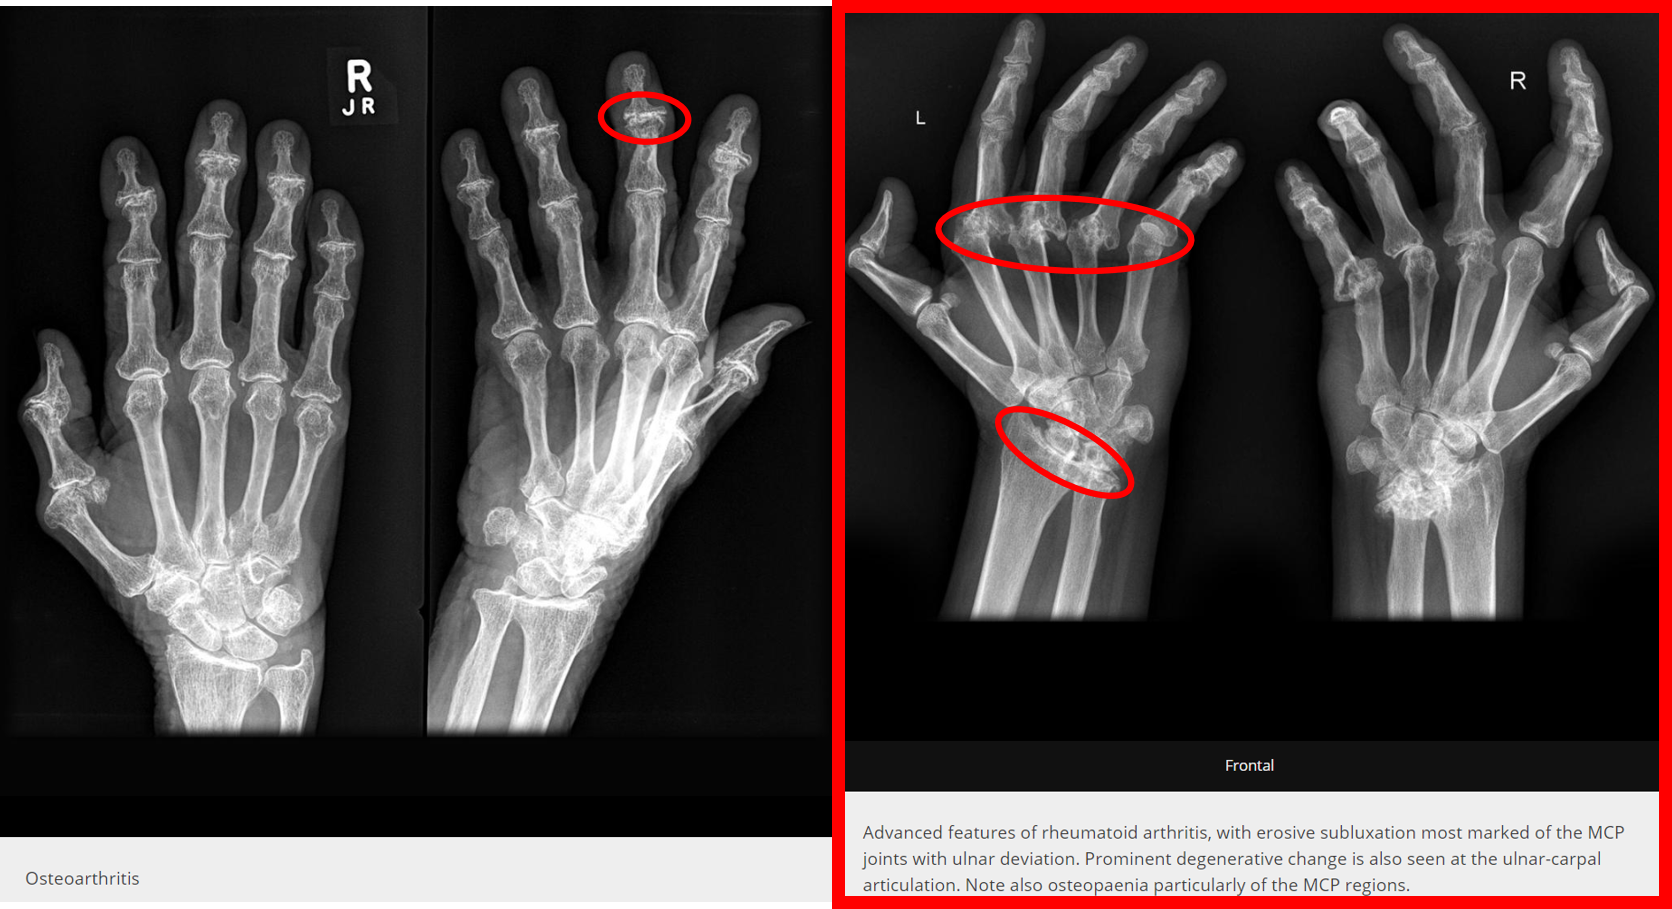 R
JR
Osteoarthritis
L
R
Frontal
Advanced features of rheumatoid arthritis, with erosive subluxation most marked of the MCP
joints with ulnar deviation. Prominent degenerative change is also seen at the ulnar-carpal
articulation. Note also osteopaenia particularly of the MCP regions.